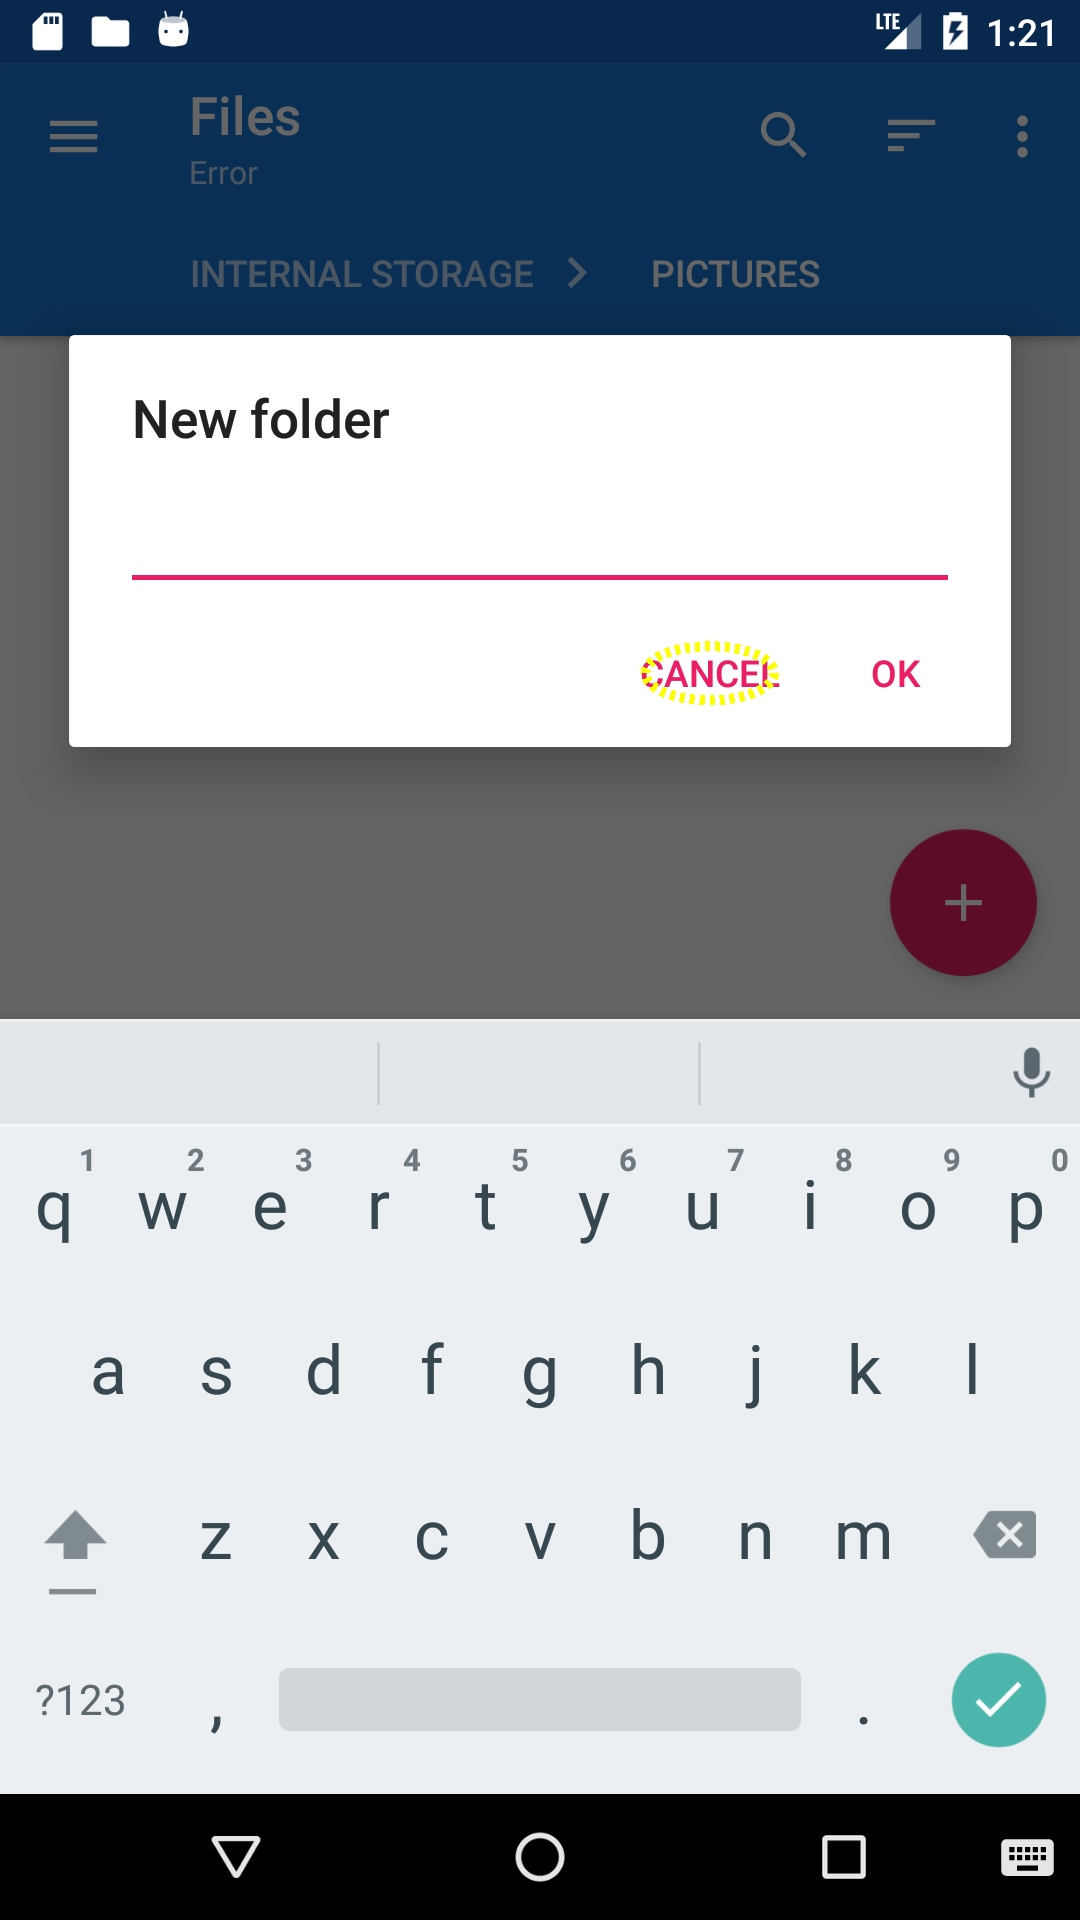 LTE 1:21
Files
Error
INTERNAL STORAGE PICTURES
New folder
CANCEL OK
1 2 3 4 5 6 7 8 9 0
q w e r t y u i o p
a s d f g h j k l
z x c v b n m
?123 , .